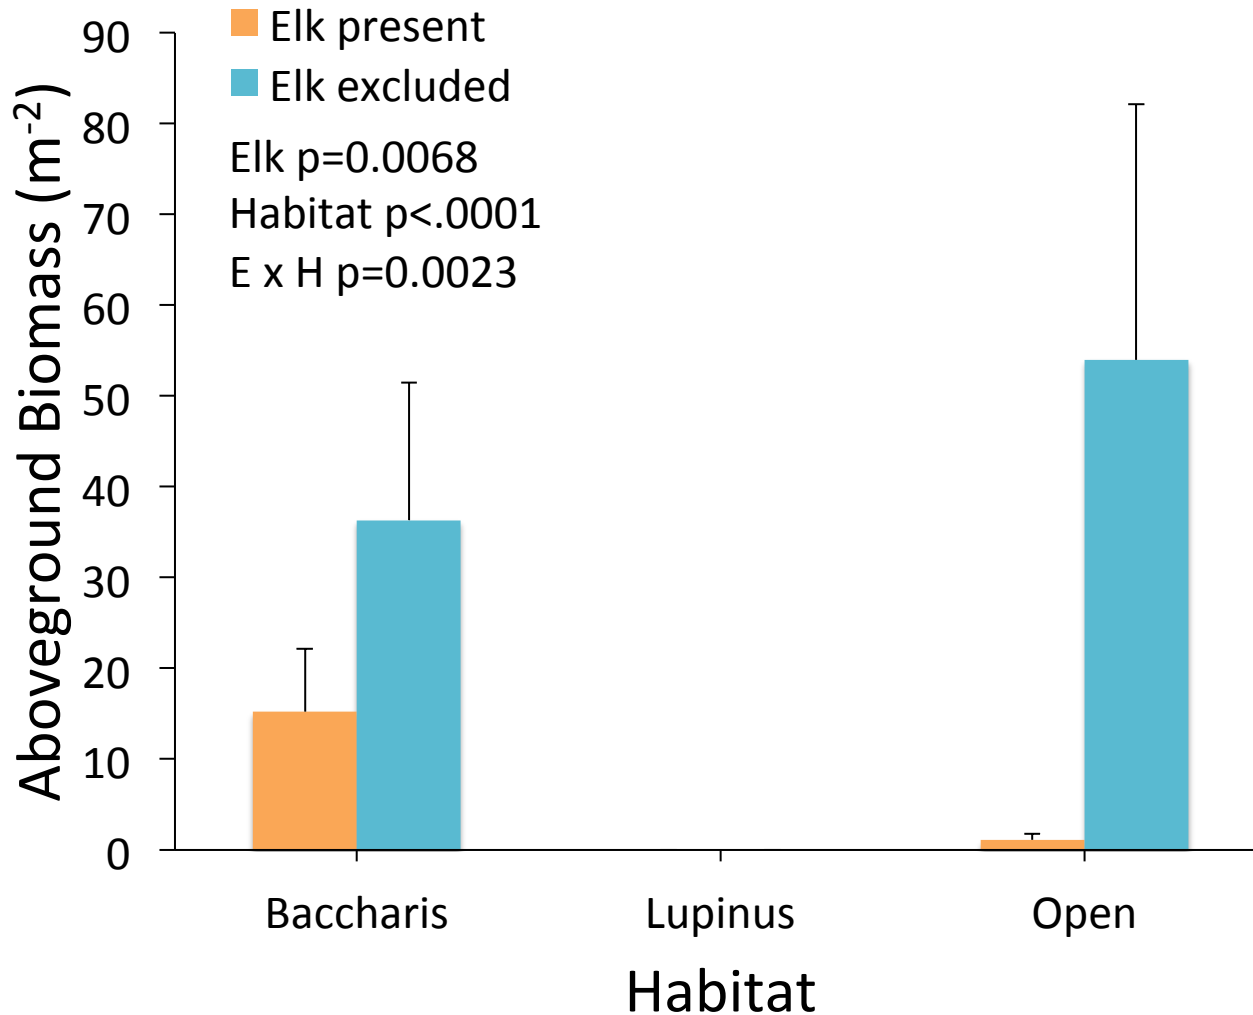 Elk present
Elk excluded
Elk p=0.0068
Habitat p<.0001
E x H p=0.0023
Aboveground Biomass (m⁻²)
90
80
70
60
50
40
30
20
10
0
Baccharis Lupinus Open
Habitat